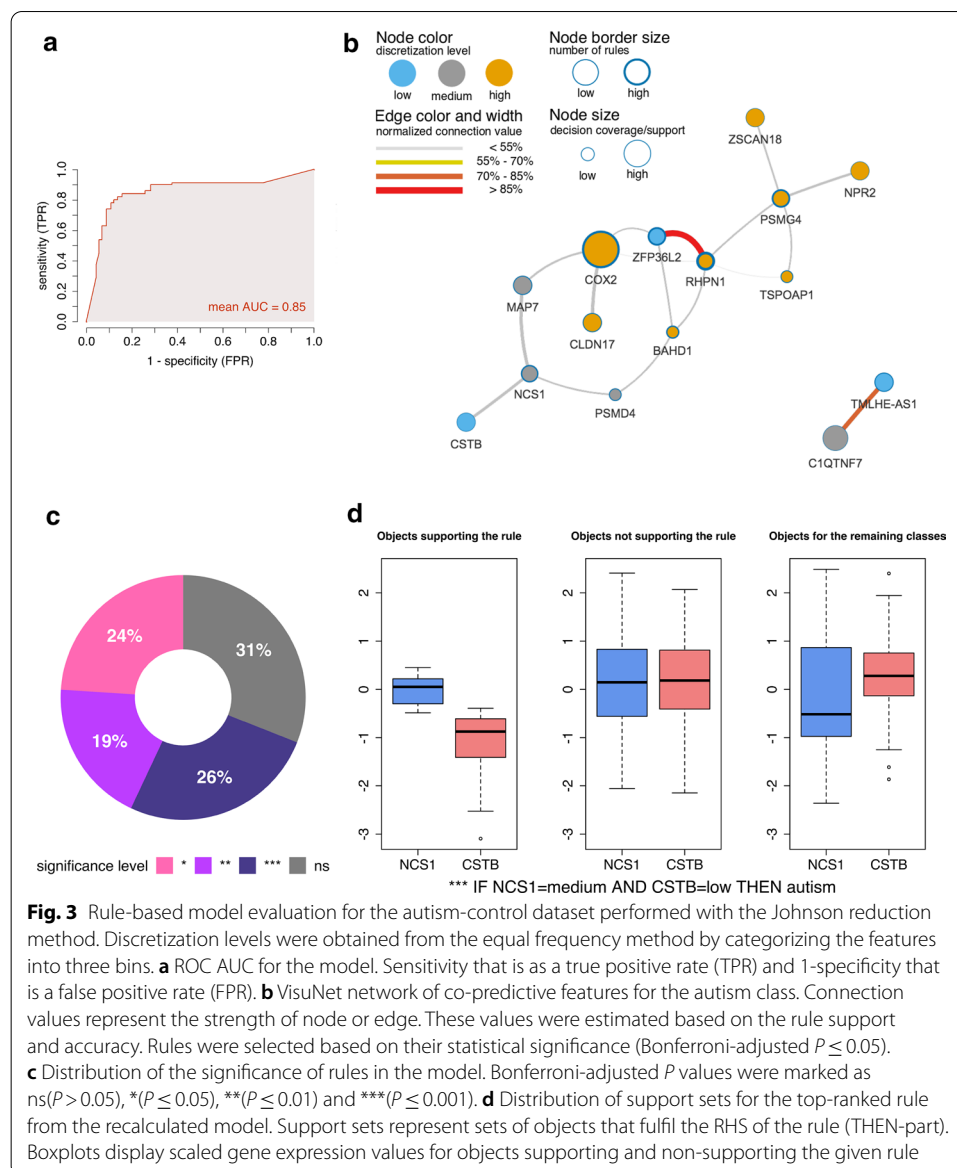 a
1.0
0.8
0.6
0.4
0.2
0.0
sensitivity (TPR)
mean AUC = 0.85
0.0 0.2 0.4 0.6 0.8 1.0
1 - specificity (FPR)
b
Node color
discretization level
low medium high
Edge color and width
normalized connection value
< 55%
55% - 70%
70% - 85%
> 85%
Node border size
number of rules
low high
Node size
decision coverage/support
low high
ZSCAN18
NPR2
PSMG4
ZFP36L2
COX2
RHPN1
TSPOAP1
MAP7
CLDN17
BAHD1
NCS1
PSMD4
CSTB
TMLHE-AS1
C1QTNF7
c
24%
31%
19%
26%
significance level * ** *** ns
d
Objects supporting the rule
2
1
0
-1
-2
-3
NCS1 CSTB
Objects not supporting the rule
2
1
0
-1
-2
-3
NCS1 CSTB
Objects for the remaining classes
2
1
0
-1
-2
-3
NCS1 CSTB
*** IF NCS1=medium AND CSTB=low THEN autism
Fig. 3 Rule-based model evaluation for the autism-control dataset performed with the Johnson reduction
method. Discretization levels were obtained from the equal frequency method by categorizing the features
into three bins. a ROC AUC for the model. Sensitivity that is as a true positive rate (TPR) and 1-specificity that
is a false positive rate (FPR). b VisuNet network of co-predictive features for the autism class. Connection
values represent the strength of node or edge. These values were estimated based on the rule support
and accuracy. Rules were selected based on their statistical significance (Bonferroni-adjusted P ≤ 0.05).
c Distribution of the significance of rules in the model. Bonferroni-adjusted P values were marked as
ns(P > 0.05), *(P ≤ 0.05), **(P ≤ 0.01) and ***(P ≤ 0.001). d Distribution of support sets for the top-ranked rule
from the recalculated model. Support sets represent sets of objects that fulfil the RHS of the rule (THEN-part).
Boxplots display scaled gene expression values for objects supporting and non-supporting the given rule